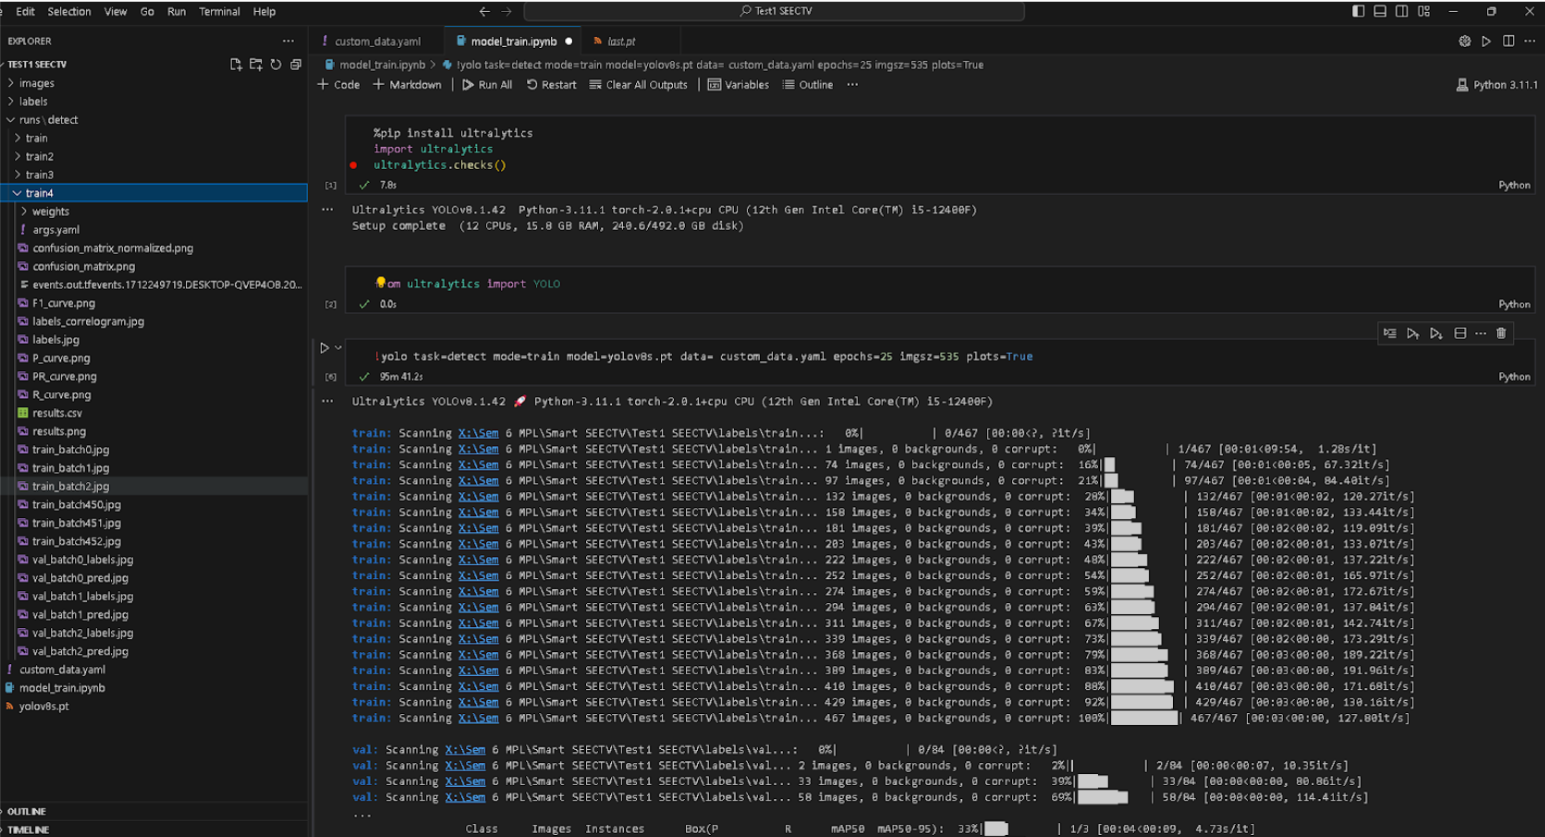 Edit Selection View Go Run Terminal Help
Test1 SEECTV
EXPLORER
TEST1 SEECTV
images
labels
runs\detect
train
train2
train3
train4
weights
args.yaml
confusion_matrix_normalized.png
confusion_matrix.png
events.out.tfevents.1712249719.DESKTOP-QVEP4OB.20...
F1_curve.png
labels_correlogram.jpg
labels.jpg
P_curve.png
PR_curve.png
R_curve.png
results.csv
results.png
train_batch0.jpg
train_batch1.jpg
train_batch2.jpg
train_batch450.jpg
train_batch451.jpg
train_batch452.jpg
val_batch0_labels.jpg
val_batch0_pred.jpg
val_batch1_labels.jpg
val_batch1_pred.jpg
val_batch2_labels.jpg
val_batch2_pred.jpg
custom_data.yaml
model_train.ipynb
yolov8s.pt
OUTLINE
TIMELINE
custom_data.yaml model_train.ipynb last.pt
model_train.ipynb > !yolo task=detect mode=train model=yolov8s.pt data= custom_data.yaml epochs=25 imgsz=535 plots=True
+ Code + Markdown Run All Restart Clear All Outputs Variables Outline ... Python 3.11.1
%pip install ultralytics
import ultralytics
ultralytics.checks()
[1] 7.8s Python
... Ultralytics YOLOv8.1.42 Python-3.11.1 torch-2.0.1+cpu CPU (12th Gen Intel Core(TM) i5-12400F)
Setup complete (12 CPUs, 15.8 GB RAM, 240.6/492.0 GB disk)
om ultralytics import YOLO
[2] 0.0s Python
!yolo task=detect mode=train model=yolov8s.pt data= custom_data.yaml epochs=25 imgsz=535 plots=True
[6] 95m 41.2s Python
... Ultralytics YOLOv8.1.42 🚀 Python-3.11.1 torch-2.0.1+cpu CPU (12th Gen Intel Core(TM) i5-12400F)
train: Scanning X:\Sem 6 MPL\Smart SEECTV\Test1 SEECTV\labels\train...: 0%| | 0/467 [00:00<?, ?it/s]
train: Scanning X:\Sem 6 MPL\Smart SEECTV\Test1 SEECTV\labels\train... 1 images, 0 backgrounds, 0 corrupt: 0%| | 1/467 [00:01<09:54, 1.28s/it]
train: Scanning X:\Sem 6 MPL\Smart SEECTV\Test1 SEECTV\labels\train... 74 images, 0 backgrounds, 0 corrupt: 16%| | 74/467 [00:01<00:05, 67.32it/s]
train: Scanning X:\Sem 6 MPL\Smart SEECTV\Test1 SEECTV\labels\train... 97 images, 0 backgrounds, 0 corrupt: 21%| | 97/467 [00:01<00:04, 84.40it/s]
train: Scanning X:\Sem 6 MPL\Smart SEECTV\Test1 SEECTV\labels\train... 132 images, 0 backgrounds, 0 corrupt: 28%| | 132/467 [00:01<00:02, 120.27it/s]
train: Scanning X:\Sem 6 MPL\Smart SEECTV\Test1 SEECTV\labels\train... 158 images, 0 backgrounds, 0 corrupt: 34%| | 158/467 [00:01<00:02, 133.44it/s]
train: Scanning X:\Sem 6 MPL\Smart SEECTV\Test1 SEECTV\labels\train... 181 images, 0 backgrounds, 0 corrupt: 39%| | 181/467 [00:02<00:02, 119.09it/s]
train: Scanning X:\Sem 6 MPL\Smart SEECTV\Test1 SEECTV\labels\train... 203 images, 0 backgrounds, 0 corrupt: 43%| | 203/467 [00:02<00:01, 133.07it/s]
train: Scanning X:\Sem 6 MPL\Smart SEECTV\Test1 SEECTV\labels\train... 222 images, 0 backgrounds, 0 corrupt: 48%| | 222/467 [00:02<00:01, 137.22it/s]
train: Scanning X:\Sem 6 MPL\Smart SEECTV\Test1 SEECTV\labels\train... 252 images, 0 backgrounds, 0 corrupt: 54%| | 252/467 [00:02<00:01, 165.97it/s]
train: Scanning X:\Sem 6 MPL\Smart SEECTV\Test1 SEECTV\labels\train... 274 images, 0 backgrounds, 0 corrupt: 59%| | 274/467 [00:02<00:01, 172.67it/s]
train: Scanning X:\Sem 6 MPL\Smart SEECTV\Test1 SEECTV\labels\train... 294 images, 0 backgrounds, 0 corrupt: 63%| | 294/467 [00:02<00:01, 137.84it/s]
train: Scanning X:\Sem 6 MPL\Smart SEECTV\Test1 SEECTV\labels\train... 311 images, 0 backgrounds, 0 corrupt: 67%| | 311/467 [00:02<00:01, 142.74it/s]
train: Scanning X:\Sem 6 MPL\Smart SEECTV\Test1 SEECTV\labels\train... 339 images, 0 backgrounds, 0 corrupt: 73%| | 339/467 [00:02<00:00, 173.29it/s]
train: Scanning X:\Sem 6 MPL\Smart SEECTV\Test1 SEECTV\labels\train... 368 images, 0 backgrounds, 0 corrupt: 79%| | 368/467 [00:03<00:00, 189.22it/s]
train: Scanning X:\Sem 6 MPL\Smart SEECTV\Test1 SEECTV\labels\train... 389 images, 0 backgrounds, 0 corrupt: 83%| | 389/467 [00:03<00:00, 191.96it/s]
train: Scanning X:\Sem 6 MPL\Smart SEECTV\Test1 SEECTV\labels\train... 410 images, 0 backgrounds, 0 corrupt: 88%| | 410/467 [00:03<00:00, 171.68it/s]
train: Scanning X:\Sem 6 MPL\Smart SEECTV\Test1 SEECTV\labels\train... 429 images, 0 backgrounds, 0 corrupt: 92%| | 429/467 [00:03<00:00, 130.16it/s]
train: Scanning X:\Sem 6 MPL\Smart SEECTV\Test1 SEECTV\labels\train... 467 images, 0 backgrounds, 0 corrupt: 100%| | 467/467 [00:03<00:00, 127.80it/s]
val: Scanning X:\Sem 6 MPL\Smart SEECTV\Test1 SEECTV\labels\val...: 0%| | 0/84 [00:00<?, ?it/s]
val: Scanning X:\Sem 6 MPL\Smart SEECTV\Test1 SEECTV\labels\val... 2 images, 0 backgrounds, 0 corrupt: 2%| | 2/84 [00:00<00:07, 10.35it/s]
val: Scanning X:\Sem 6 MPL\Smart SEECTV\Test1 SEECTV\labels\val... 33 images, 0 backgrounds, 0 corrupt: 39%| | 33/84 [00:00<00:00, 80.86it/s]
val: Scanning X:\Sem 6 MPL\Smart SEECTV\Test1 SEECTV\labels\val... 58 images, 0 backgrounds, 0 corrupt: 69%| | 58/84 [00:00<00:00, 114.41it/s]
...
Class Images Instances Box(P R mAP50 mAP50-95): 33%| | 1/3 [00:04<00:09, 4.73s/it]